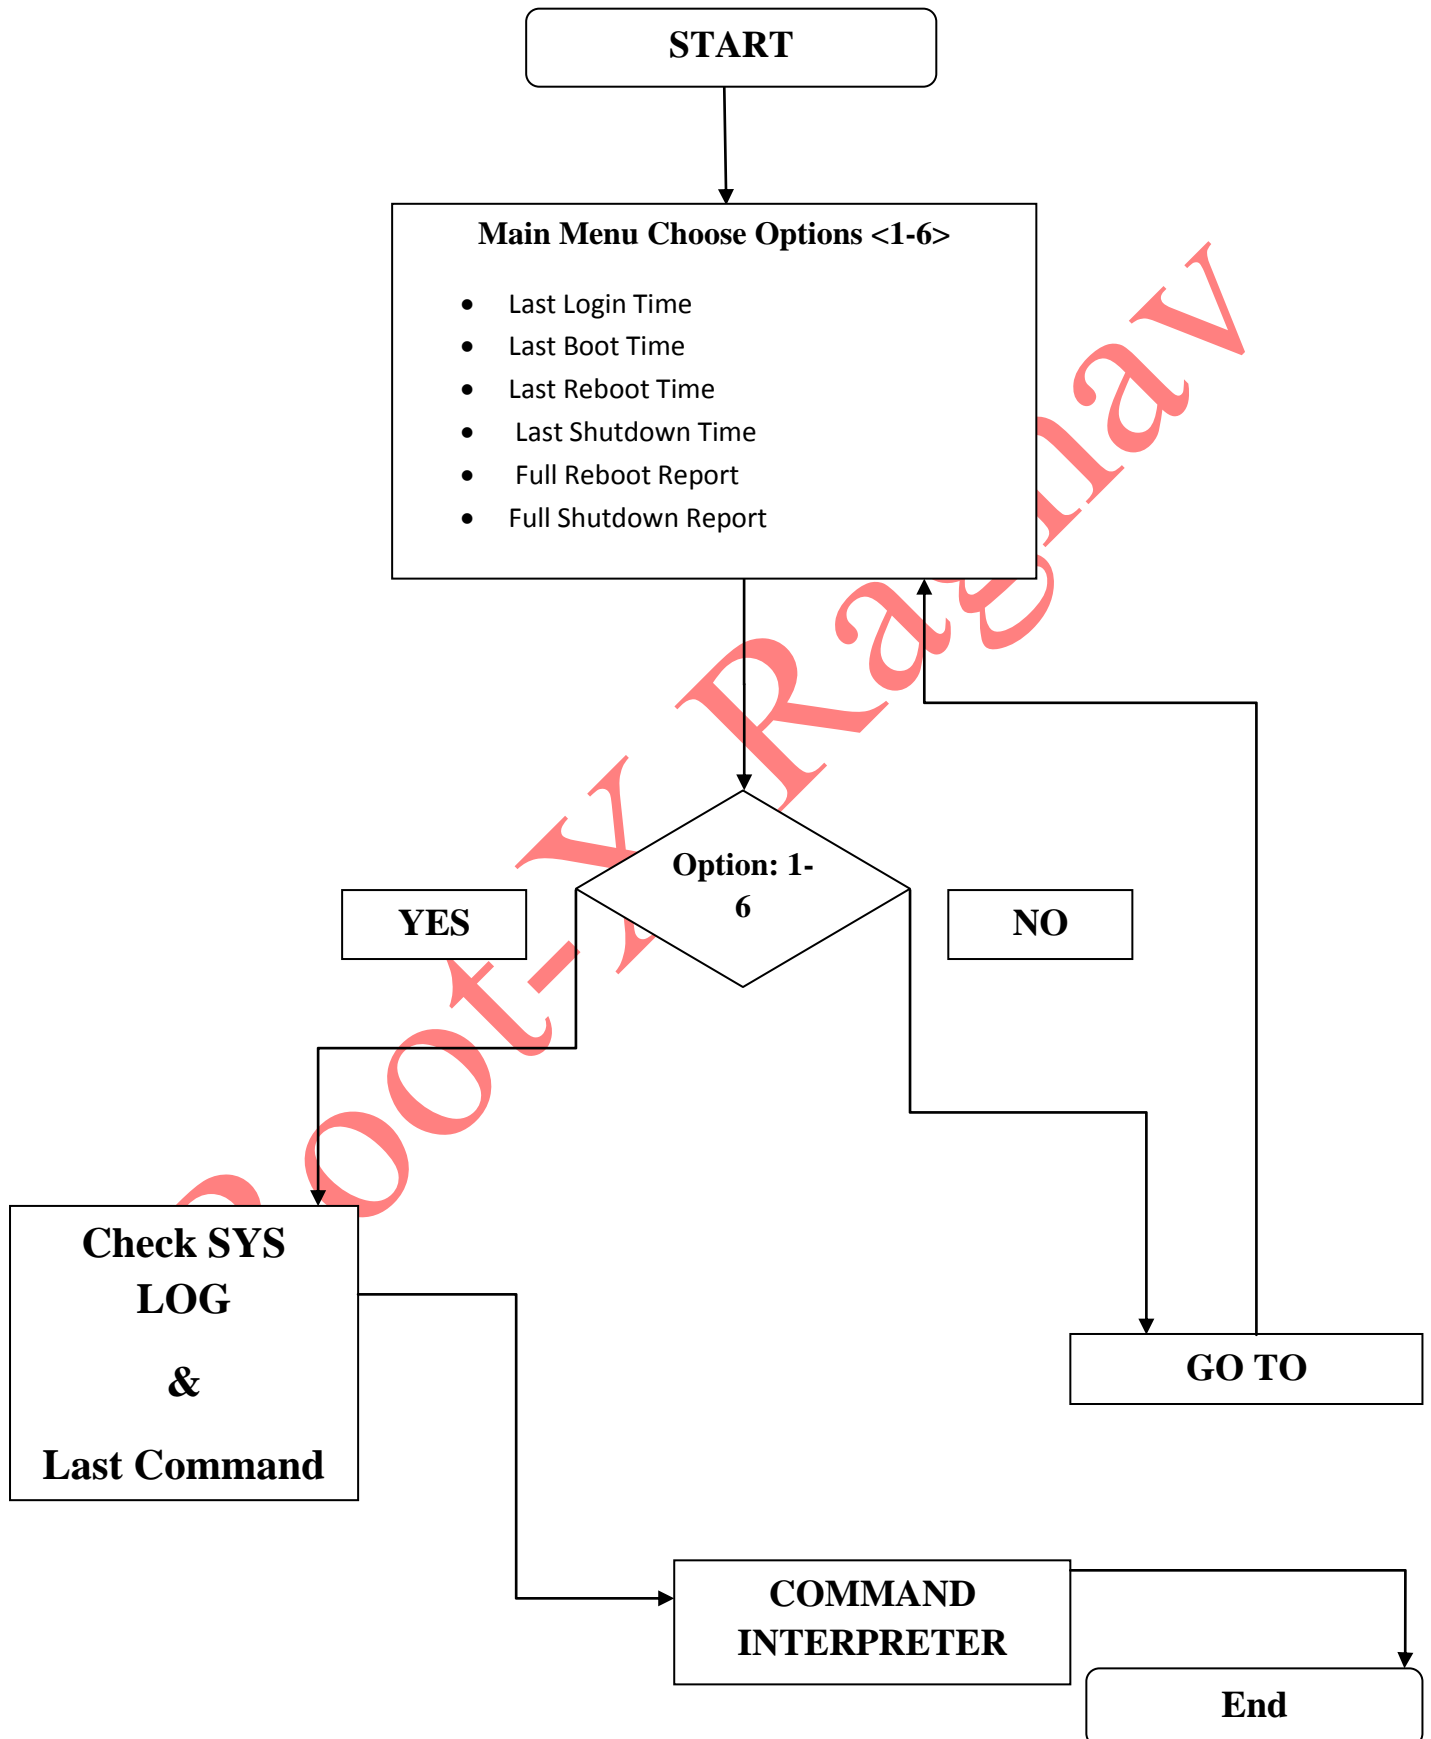 START
Main Menu Choose Options <1-6>
• Last Login Time
• Last Boot Time
• Last Reboot Time
• Last Shutdown Time
• Full Reboot Report
• Full Shutdown Report
Option: 1-
6
YES
NO
Check SYS
LOG
&
Last Command
GO TO
COMMAND
INTERPRETER
End